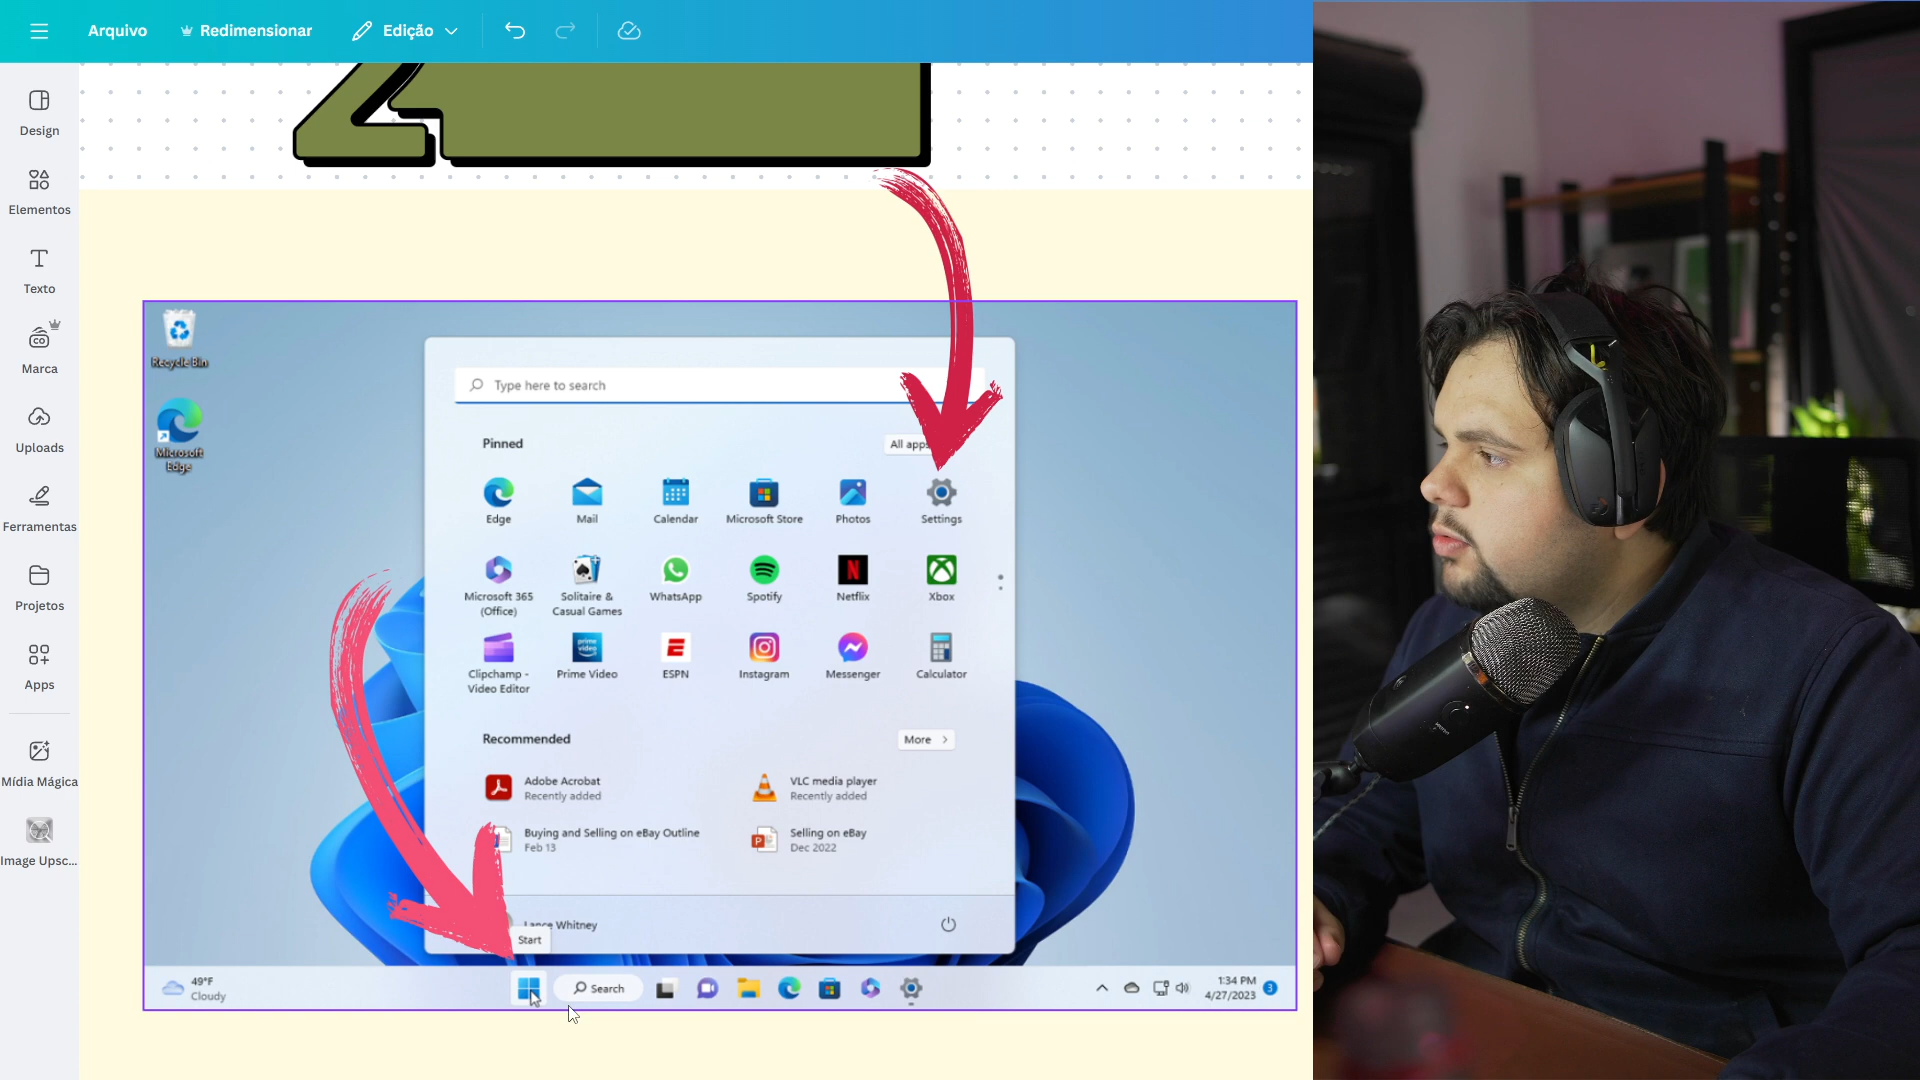 Arquivo
Redimensionar
Edição
Design
Elementos
Texto
Marca
Uploads
Ferramentas
Projetos
Apps
Mídia Mágica
Image Upsc...
2
Recycle Bin
Microsoft
Edge
Type here to search
Pinned
All apps
Edge
Mail
Calendar
Microsoft Store
Photos
Settings
Microsoft 365
(Office)
Solitaire &
Casual Games
WhatsApp
Spotify
Netflix
Xbox
Clipchamp -
Video Editor
Prime Video
ESPN
Instagram
Messenger
Calculator
Recommended
More
Adobe Acrobat
Recently added
VLC media player
Recently added
Buying and Selling on eBay Outline
Feb 13
Selling on eBay
Dec 2022
Lance Whitney
Start
49°F
Cloudy
Search
1:34 PM
4/27/2023
3